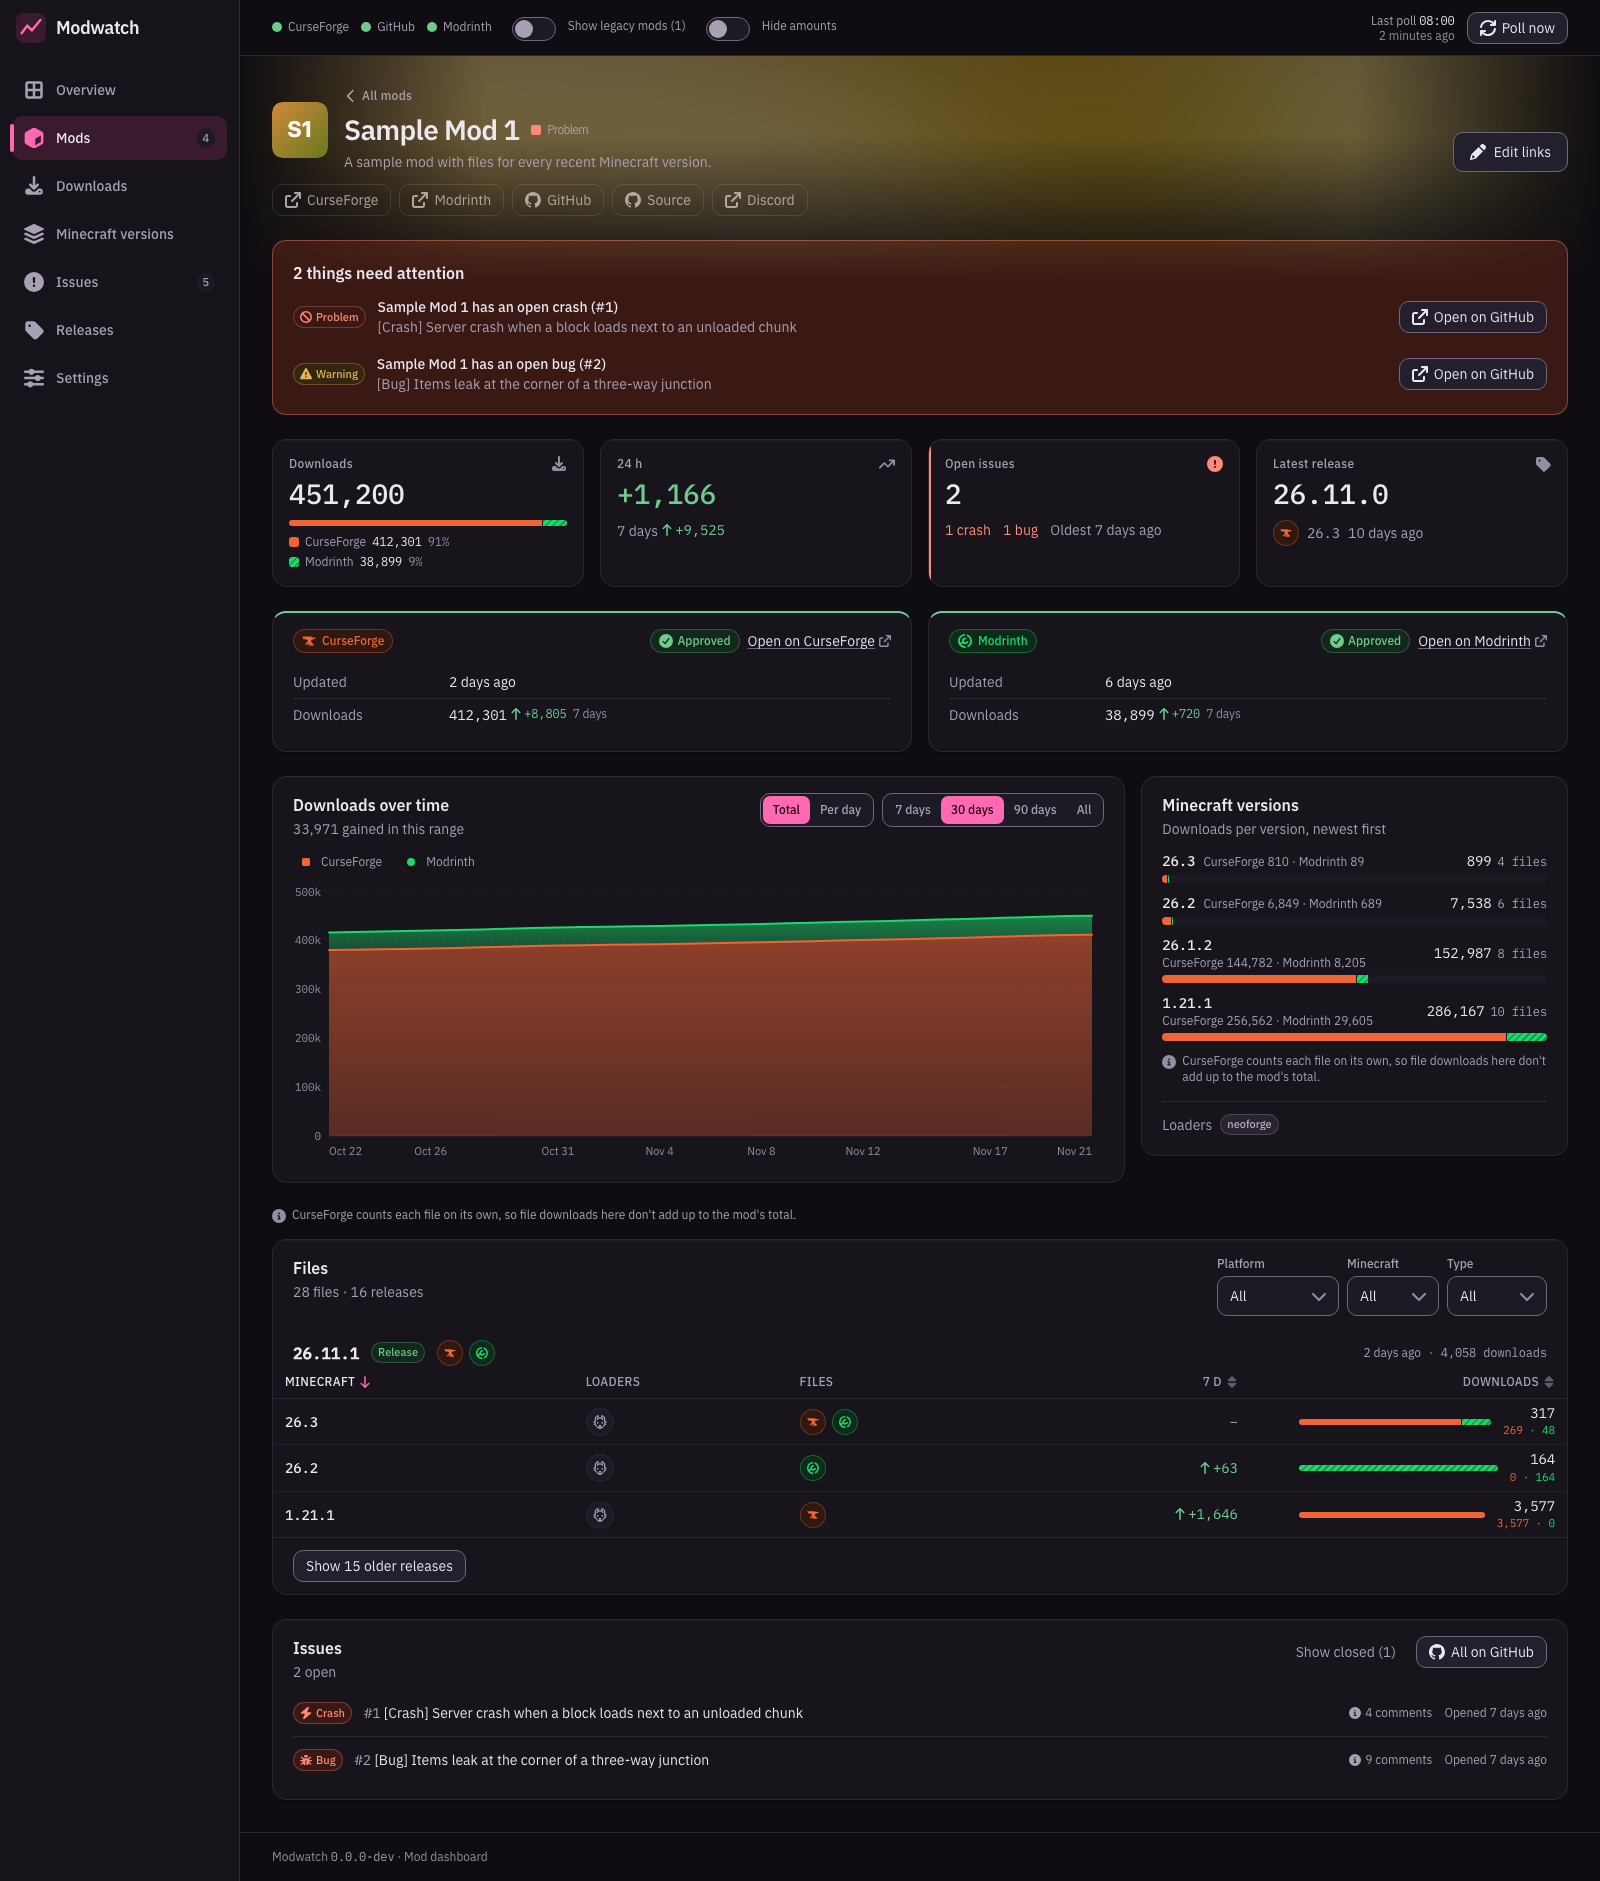 Modwatch
CurseForge GitHub Modrinth Show legacy mods (1) Hide amounts
Last poll 08:00
2 minutes ago
Poll now
Overview
Mods 4
Downloads
Minecraft versions
Issues 5
Releases
Settings
All mods
S1
Sample Mod 1 Problem
A sample mod with files for every recent Minecraft version.
Edit links
CurseForge Modrinth GitHub Source Discord
2 things need attention
Problem
Sample Mod 1 has an open crash (#1)
[Crash] Server crash when a block loads next to an unloaded chunk
Open on GitHub
Warning
Sample Mod 1 has an open bug (#2)
[Bug] Items leak at the corner of a three-way junction
Open on GitHub
Downloads
451,200
CurseForge 412,301 91%
Modrinth 38,899 9%
24 h
+1,166
7 days +9,525
Open issues
2
1 crash 1 bug Oldest 7 days ago
Latest release
26.11.0
26.3 10 days ago
CurseForge Approved Open on CurseForge
Updated 2 days ago
Downloads 412,301 +8,805 7 days
Modrinth Approved Open on Modrinth
Updated 6 days ago
Downloads 38,899 +720 7 days
Downloads over time
33,971 gained in this range
Total Per day
7 days 30 days 90 days All
CurseForge Modrinth
500k
400k
300k
200k
100k
0
Oct 22 Oct 26 Oct 31 Nov 4 Nov 8 Nov 12 Nov 17 Nov 21
Minecraft versions
Downloads per version, newest first
26.3 CurseForge 810 · Modrinth 89 899 4 files
26.2 CurseForge 6,849 · Modrinth 689 7,538 6 files
26.1.2
CurseForge 144,782 · Modrinth 8,205
152,987 8 files
1.21.1
CurseForge 256,562 · Modrinth 29,605
286,167 10 files
CurseForge counts each file on its own, so file downloads here don't
add up to the mod's total.
Loaders neoforge
CurseForge counts each file on its own, so file downloads here don't add up to the mod's total.
Files
28 files · 16 releases
Platform Minecraft Type
All All All
26.11.1 Release 2 days ago · 4,058 downloads
MINECRAFT LOADERS FILES 7 D DOWNLOADS
26.3 – 317
269 · 48
26.2 +63 164
0 · 164
1.21.1 +1,646 3,577
3,577 · 0
Show 15 older releases
Issues
2 open
Show closed (1) All on GitHub
Crash #1 [Crash] Server crash when a block loads next to an unloaded chunk 4 comments Opened 7 days ago
Bug #2 [Bug] Items leak at the corner of a three-way junction 9 comments Opened 7 days ago
Modwatch 0.0.0-dev · Mod dashboard